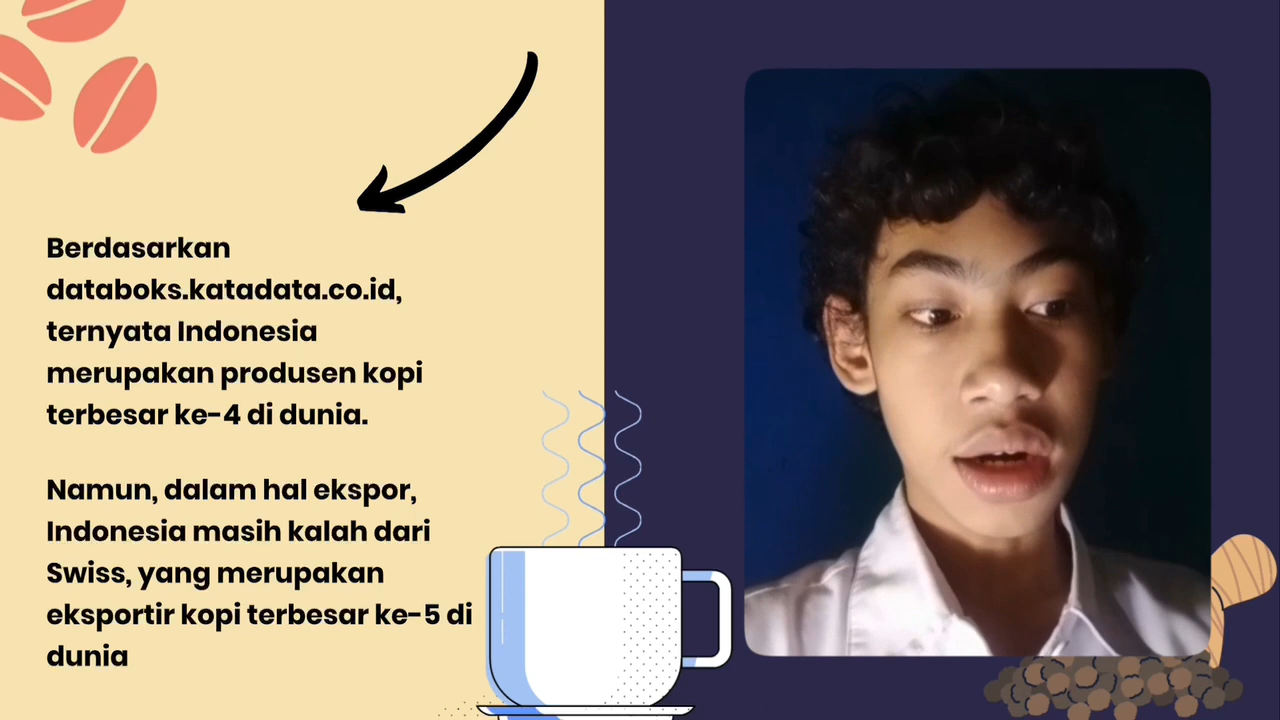 Berdasarkan
databoks.katadata.co.id,
ternyata Indonesia
merupakan produsen kopi
terbesar ke-4 di dunia.
Namun, dalam hal ekspor,
Indonesia masih kalah dari
Swiss, yang merupakan
eksportir kopi terbesar ke-5 di
dunia